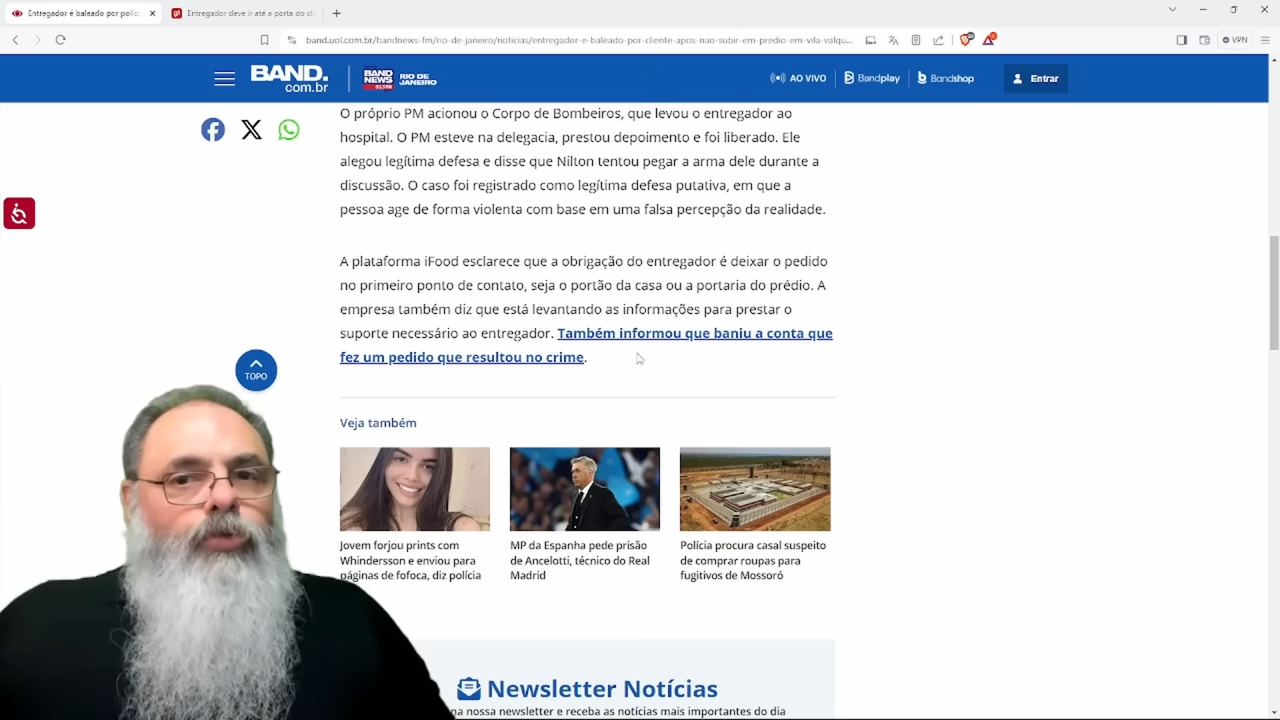 Entregador é baleado por polici
Entregador deve ir até a porta do cl
band.uol.com.br/bandnews-fm/rio-de-janeiro/noticias/entregador-e-baleado-por-cliente-apos-nao-subir-em-predio-em-vila-valqu...
VPN
BAND.
com.br
BAND
NEWS
RIO DE
JANEIRO
AO VIVO
Bandplay
Bandshop
Entrar
O próprio PM acionou o Corpo de Bombeiros, que levou o entregador ao
hospital. O PM esteve na delegacia, prestou depoimento e foi liberado. Ele
alegou legítima defesa e disse que Nilton tentou pegar a arma dele durante a
discussão. O caso foi registrado como legítima defesa putativa, em que a
pessoa age de forma violenta com base em uma falsa percepção da realidade.
A plataforma iFood esclarece que a obrigação do entregador é deixar o pedido
no primeiro ponto de contato, seja o portão da casa ou a portaria do prédio. A
empresa também diz que está levantando as informações para prestar o
suporte necessário ao entregador. Também informou que baniu a conta que
fez um pedido que resultou no crime.
TOPO
Veja também
Jovem forjou prints com
Whindersson e enviou para
páginas de fofoca, diz polícia
MP da Espanha pede prisão
de Ancelotti, técnico do Real
Madrid
Polícia procura casal suspeito
de comprar roupas para
fugitivos de Mossoró
Newsletter Notícias
na nossa newsletter e receba as notícias mais importantes do dia